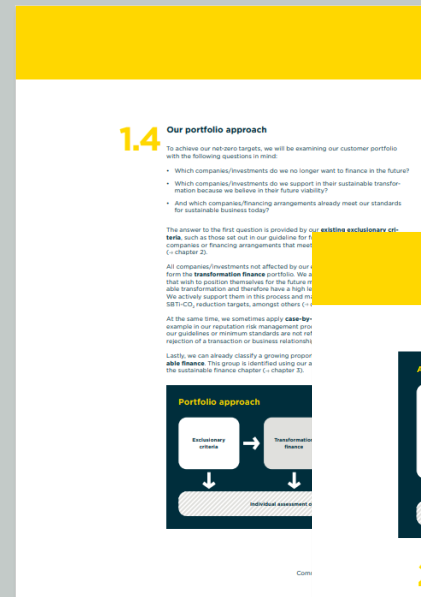 1.4
Our portfolio approach
To achieve our net-zero targets, we will be examining our customer portfolio
with the following questions in mind:
• Which companies/investments do we no longer want to finance in the future?
• Which companies/investments do we support in their sustainable transfor-
mation because we believe in their future viability?
• And which companies/financing arrangements already meet our standards
for sustainable business today?
The answer to the first question is provided by our existing exclusionary cri-
teria, such as those set out in our guideline for
companies or financing arrangements that meet
(→ chapter 2).
All companies/investments not affected by our
form the transformation finance portfolio. We
that wish to position themselves for the future
able transformation and therefore have a high
We actively support them in this process and
SBTi-CO₂ reduction targets, amongst others (→
At the same time, we sometimes apply case-by-
example in our reputation risk management
our guidelines or minimum standards are not
rejection of a transaction or business
Lastly, we can already classify a growing
able finance. This group is identified using our
the sustainable finance chapter (→ chapter 3).
Portfolio approach
Exclusionary
criteria
Transformation
finance
Individual assessment